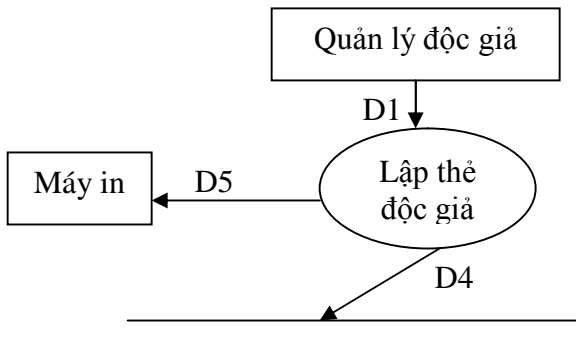 Quản lý độc giả
D1
Máy in
D5
Lập thẻ
độc giả
D4